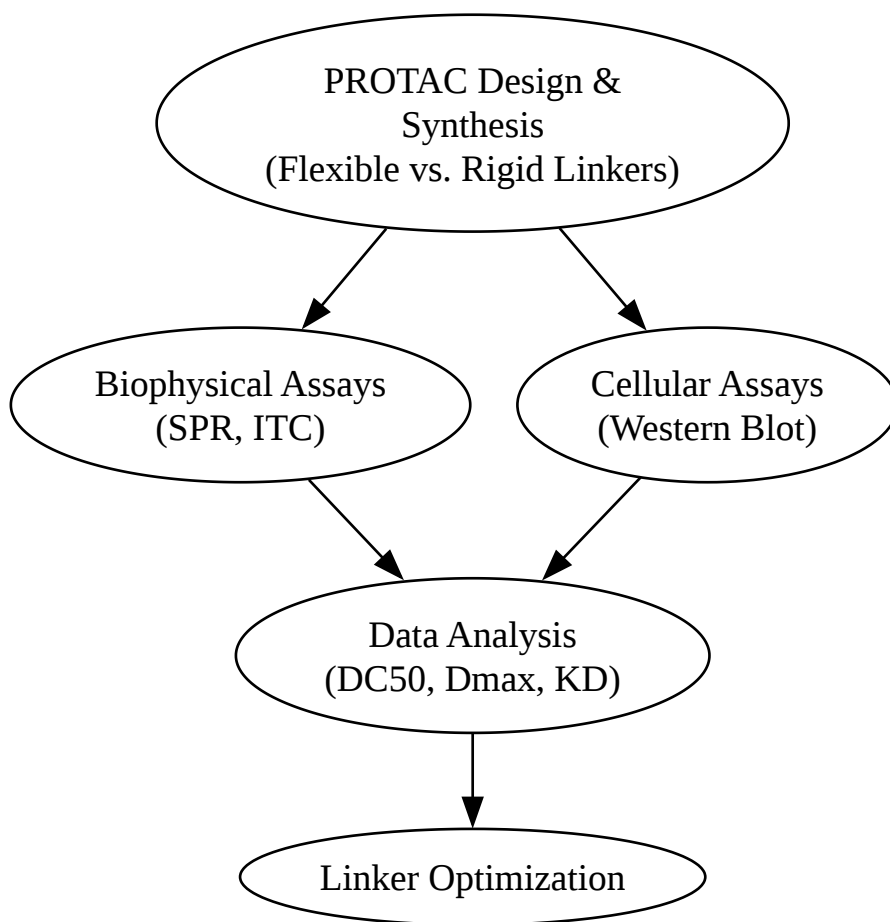 PROTAC Design &
Synthesis
(Flexible vs. Rigid Linkers)
Biophysical Assays
(SPR, ITC)
Cellular Assays
(Western Blot)
Data Analysis
(DC50, Dmax, KD)
Linker Optimization